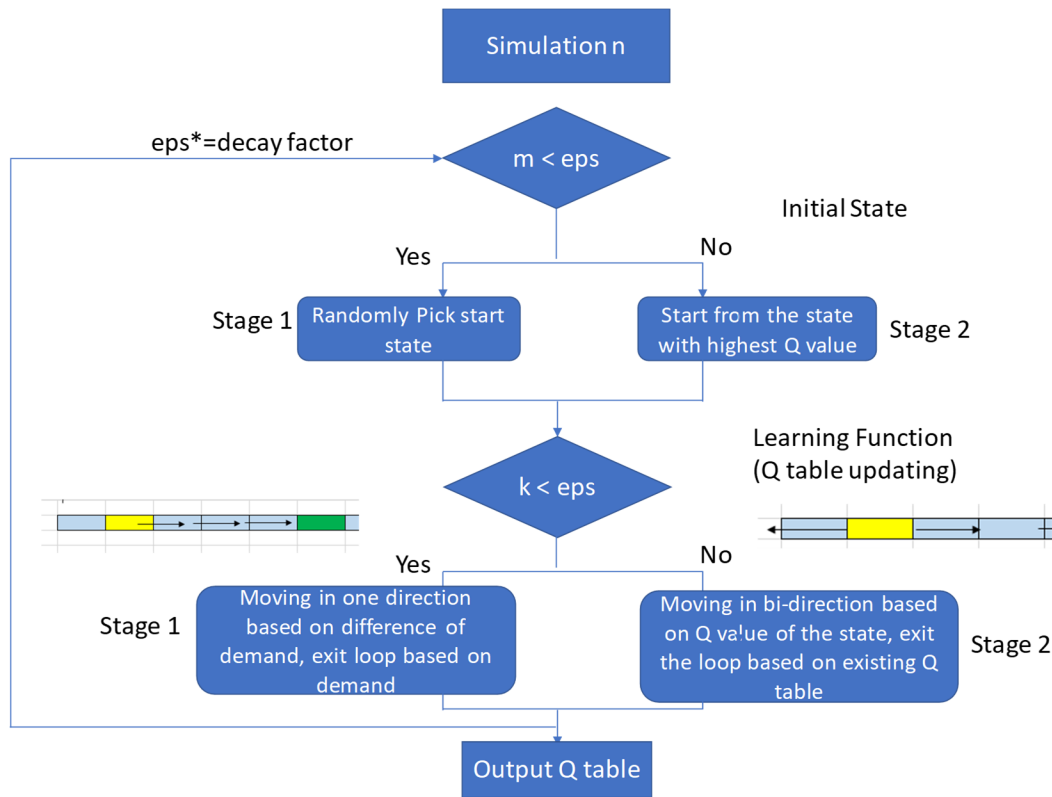 Simulation n
eps*=decay factor
m < eps
Initial State
Yes
No
Stage 1
Randomly Pick start
state
Start from the state
with highest Q value
Stage 2
Learning Function
(Q table updating)
k < eps
Yes
No
Stage 1
Moving in one direction
based on difference of
demand, exit loop based on
demand
Moving in bi-direction based
on Q value of the state, exit
the loop based on existing Q
table
Stage 2
Output Q table